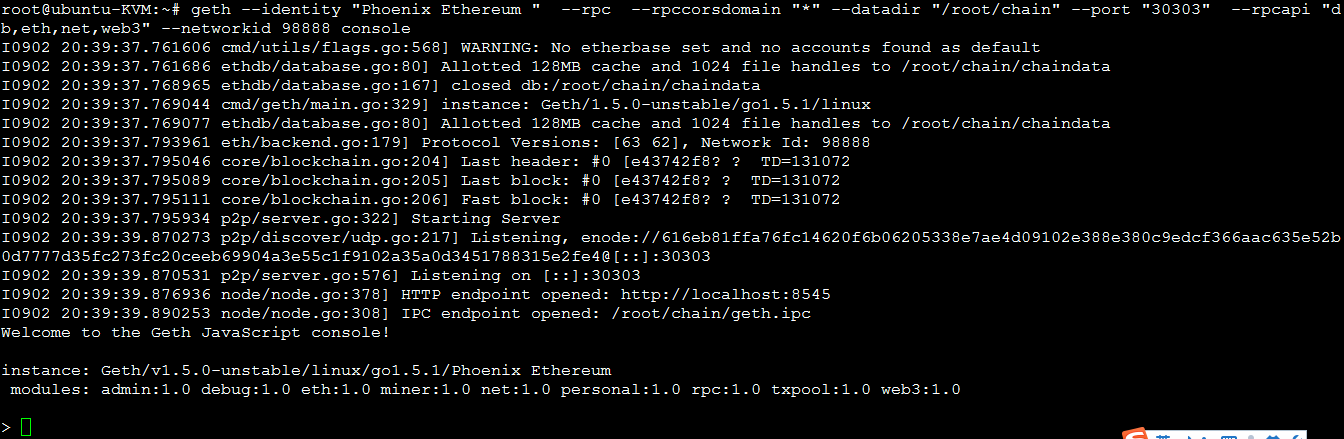 root@ubuntu-KVM:~# geth --identity "Phoenix Ethereum "  --rpc  --rpccorsdomain "*" --datadir "/root/chain" --port "30303"  --rpcapi "d
b,eth,net,web3" --networkid 98888 console
I0902 20:39:37.761606 cmd/utils/flags.go:568] WARNING: No etherbase set and no accounts found as default
I0902 20:39:37.761686 ethdb/database.go:80] Allotted 128MB cache and 1024 file handles to /root/chain/chaindata
I0902 20:39:37.768965 ethdb/database.go:167] closed db:/root/chain/chaindata
I0902 20:39:37.769044 cmd/geth/main.go:329] instance: Geth/1.5.0-unstable/go1.5.1/linux
I0902 20:39:37.769077 ethdb/database.go:80] Allotted 128MB cache and 1024 file handles to /root/chain/chaindata
I0902 20:39:37.793961 eth/backend.go:179] Protocol Versions: [63 62], Network Id: 98888
I0902 20:39:37.795046 core/blockchain.go:204] Last header: #0 [e43742f8? ?  TD=131072
I0902 20:39:37.795089 core/blockchain.go:205] Last block: #0 [e43742f8? ?  TD=131072
I0902 20:39:37.795111 core/blockchain.go:206] Fast block: #0 [e43742f8? ?  TD=131072
I0902 20:39:37.795934 p2p/server.go:322] Starting Server
I0902 20:39:39.870273 p2p/discover/udp.go:217] Listening, enode://616eb81ffa76fc14620f6b06205338e7ae4d09102e388e380c9edcf366aac635e52b
0d7777d35fc273fc20ceeb69904a3e55c1f9102a35a0d3451788315e2fe4@[::]:30303
I0902 20:39:39.870531 p2p/server.go:576] Listening on [::]:30303
I0902 20:39:39.876936 node/node.go:378] HTTP endpoint opened: http://localhost:8545
I0902 20:39:39.890253 node/node.go:308] IPC endpoint opened: /root/chain/geth.ipc
Welcome to the Geth JavaScript console!
instance: Geth/v1.5.0-unstable/linux/go1.5.1/Phoenix Ethereum
 modules: admin:1.0 debug:1.0 eth:1.0 miner:1.0 net:1.0 personal:1.0 rpc:1.0 txpool:1.0 web3:1.0
>